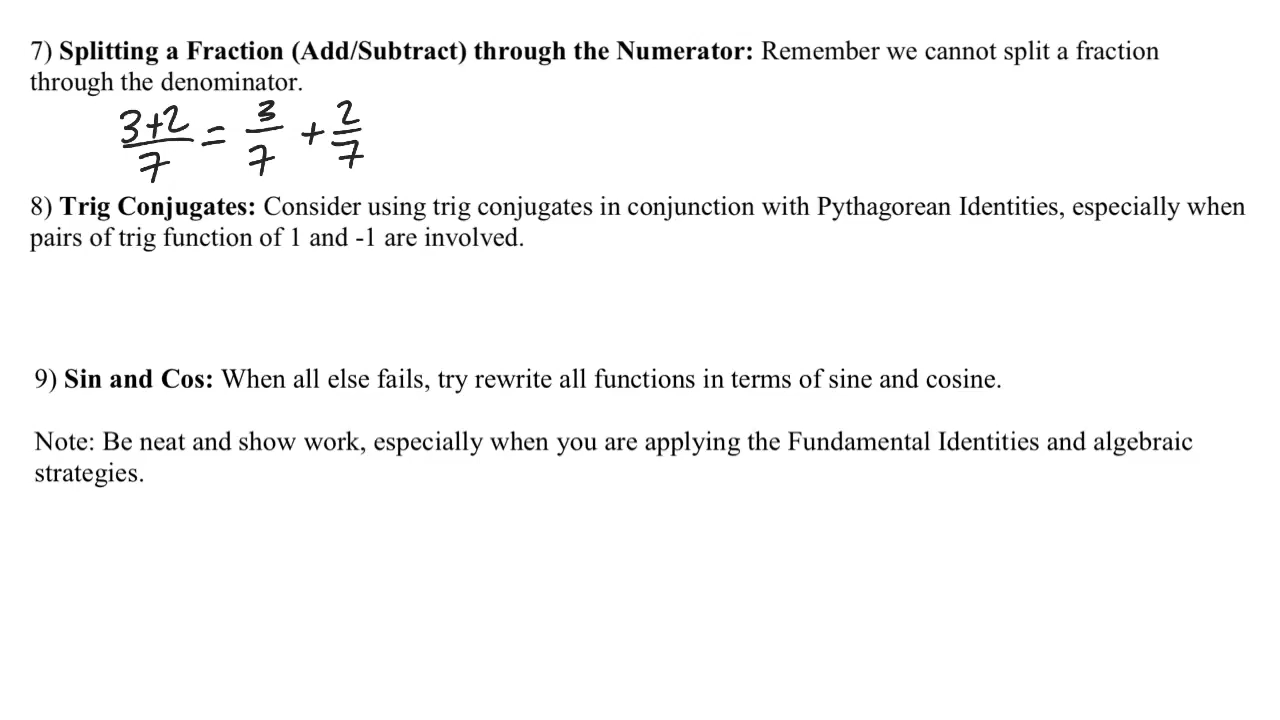 7) Splitting a Fraction (Add/Subtract) through the Numerator: Remember we cannot split a fraction
through the denominator.
3+2/7 = 3/7 + 2/7
8) Trig Conjugates: Consider using trig conjugates in conjunction with Pythagorean Identities, especially when
pairs of trig function of 1 and -1 are involved.
9) Sin and Cos: When all else fails, try rewrite all functions in terms of sine and cosine.
Note: Be neat and show work, especially when you are applying the Fundamental Identities and algebraic
strategies.